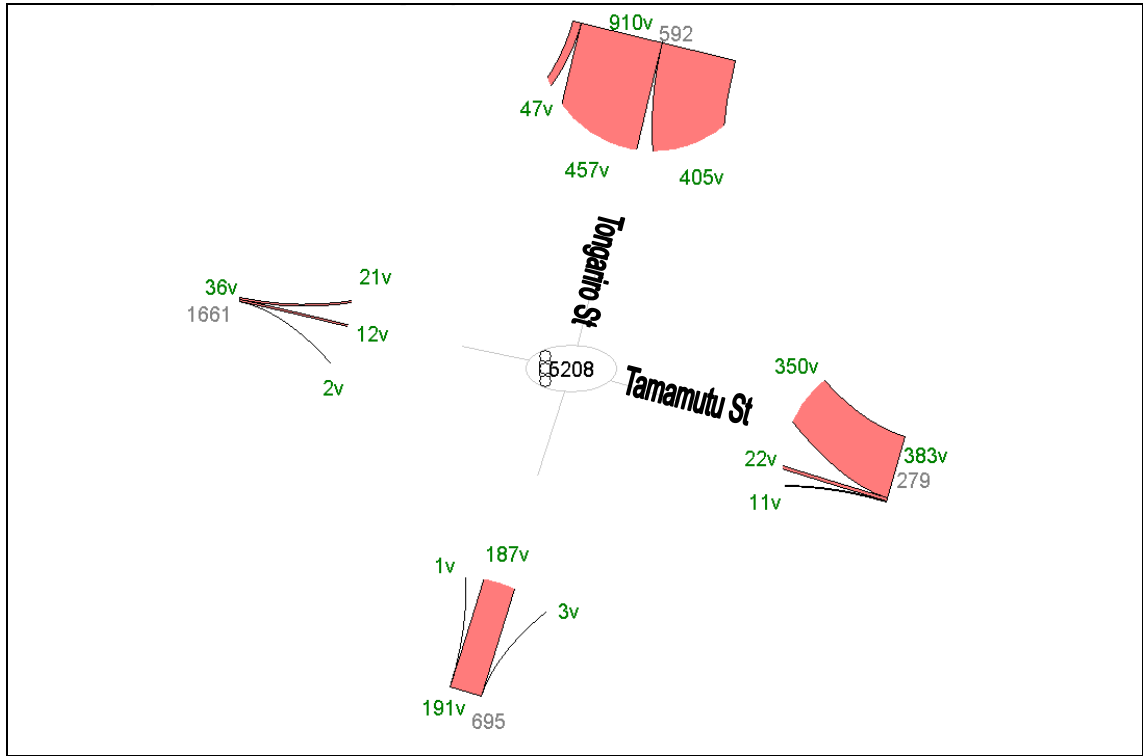 910v
592
47v
457v
405v
Tongariro St
36v
1661
21v
12v
2v
5208
Tamamutu St
350v
383v
279
22v
11v
1v
187v
3v
191v
695